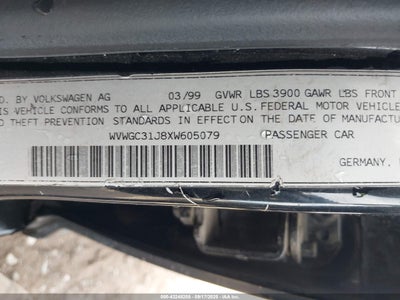 D. BY VOLKSWAGEN AG 03/99 GVWR LBS 3900 GAWR LBS FRONT
IS VEHICLE CONFORMS TO ALL APPLICABLE U.S. FEDERAL MOTOR VEHICLE
D THEFT PREVENTION STANDARDS IN EFFECT ON THE DATE OF MANUFACTUR
WVWGC31J8XW605079 PASSENGER CAR
GERMANY.